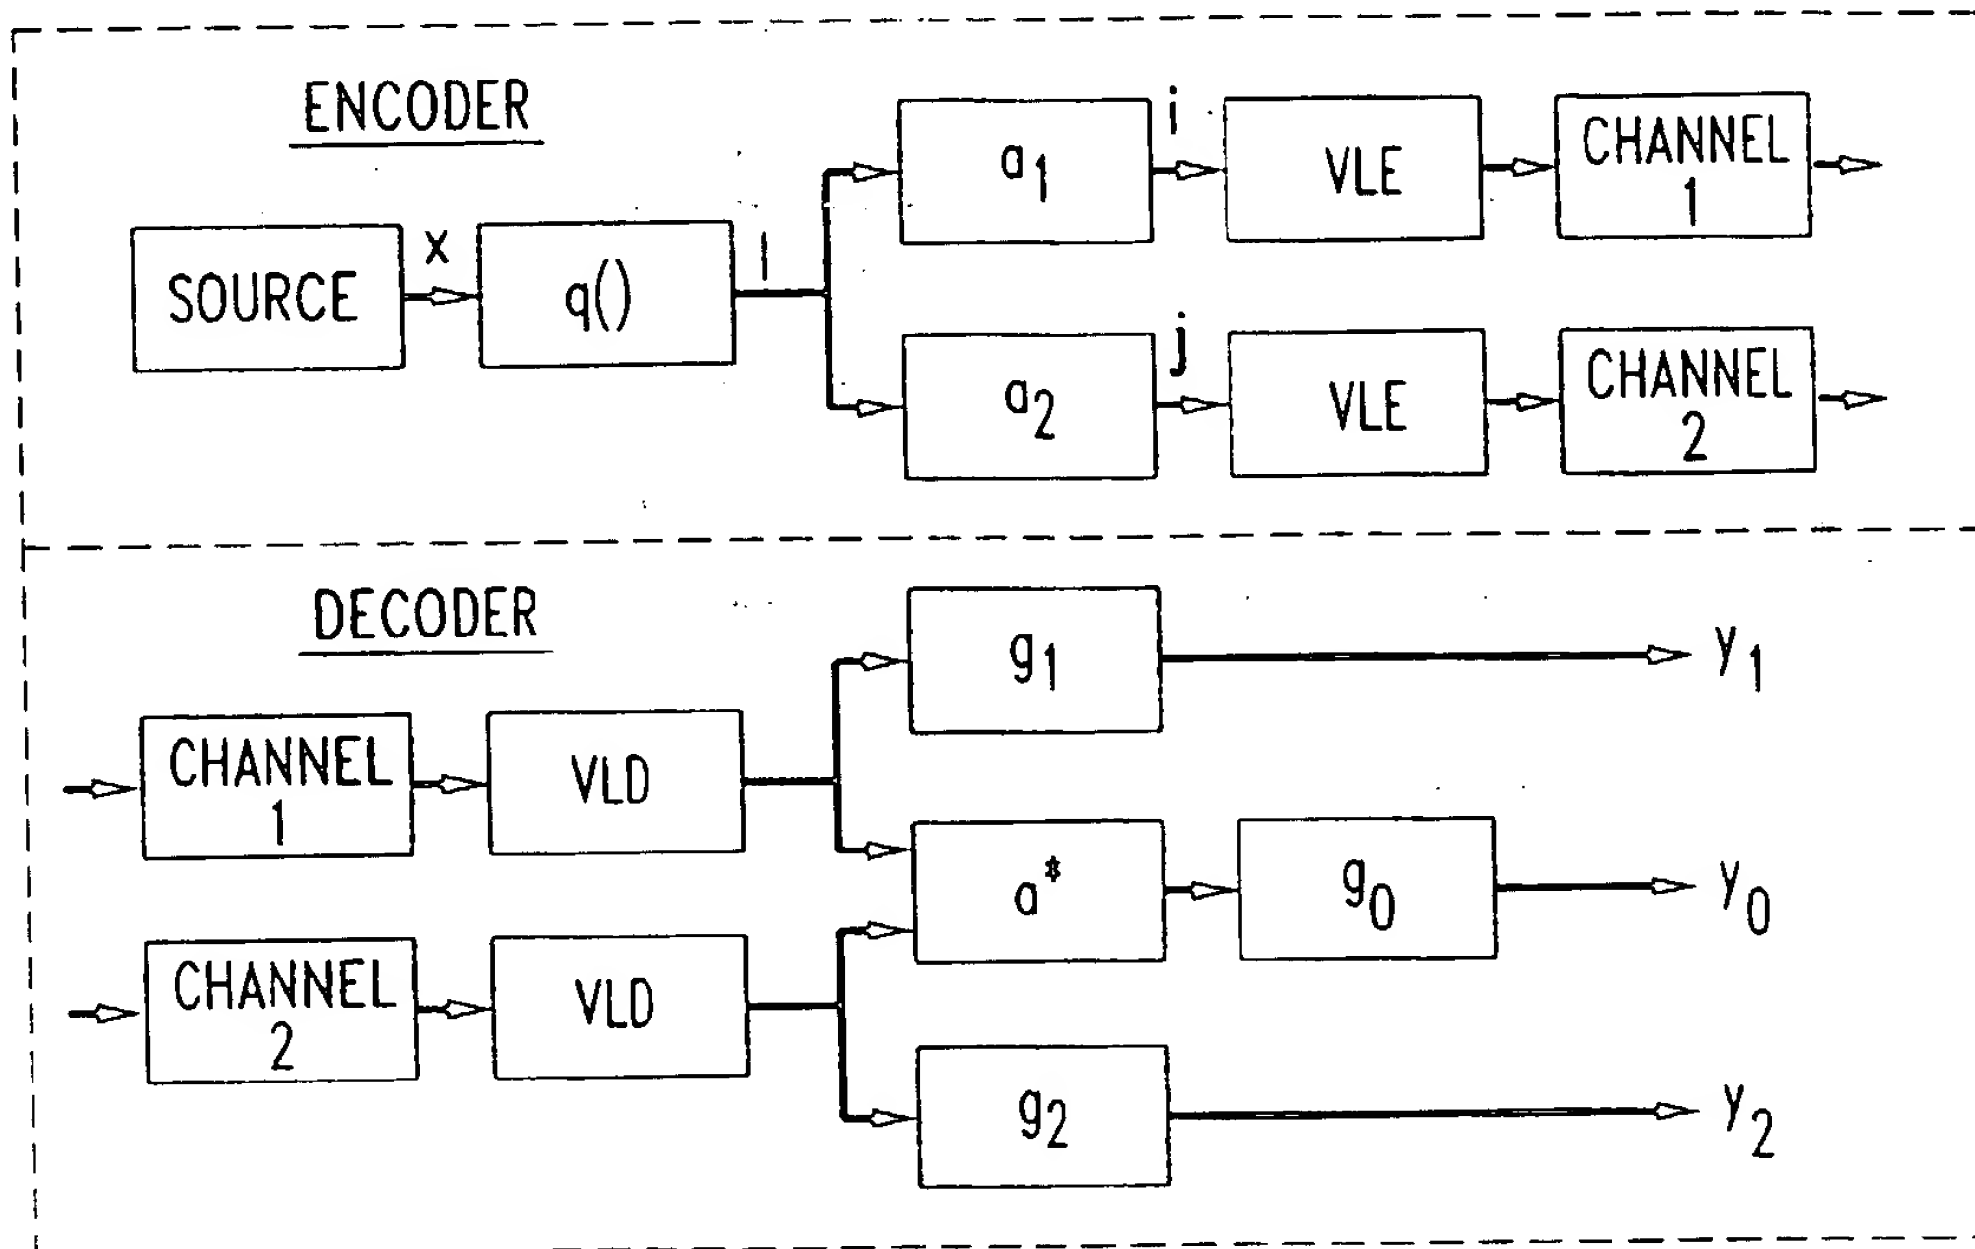 ENCODER
SOURCE
x
q()
l
a1
i
VLE
CHANNEL
1
a2
j
VLE
CHANNEL
2
DECODER
CHANNEL
1
VLD
g1
y1
a*
g0
y0
CHANNEL
2
VLD
g2
y2